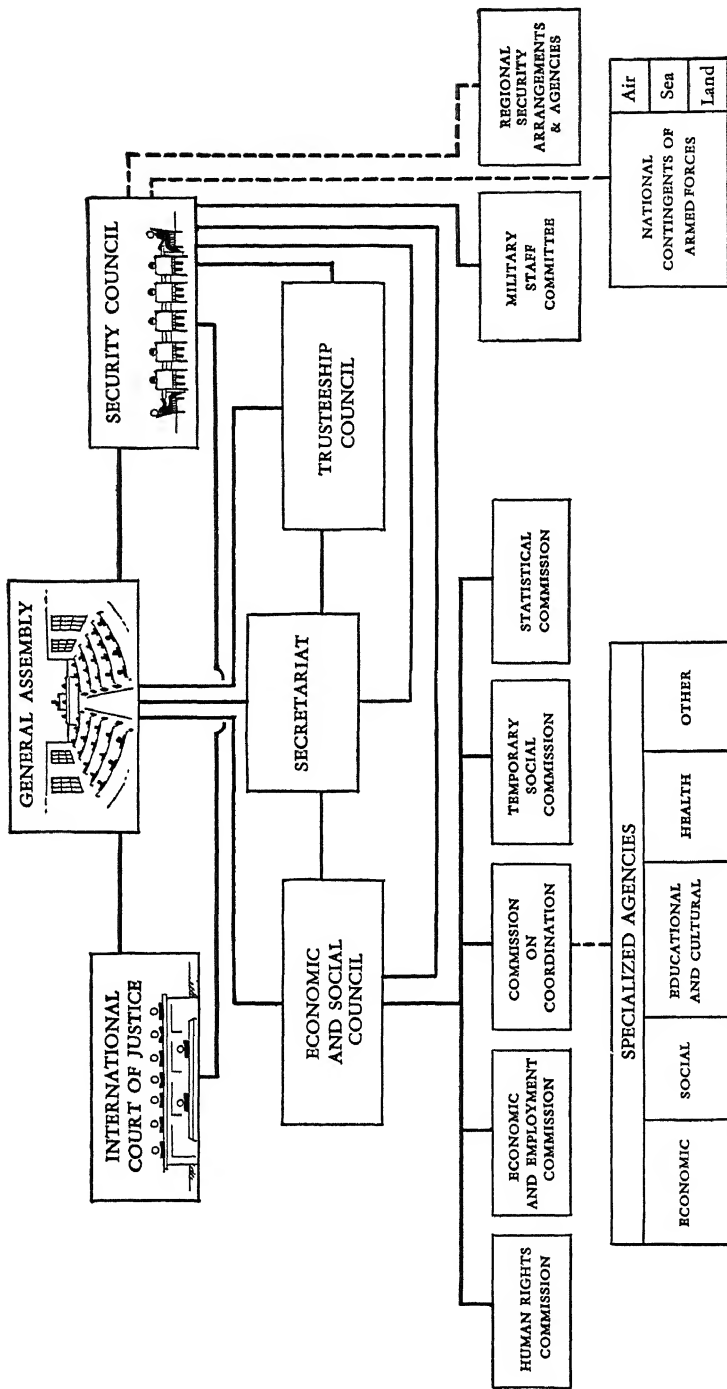 GENERAL ASSEMBLY
INTERNATIONAL
COURT OF JUSTICE
SECURITY COUNCIL
ECONOMIC
AND SOCIAL
COUNCIL
SECRETARIAT
TRUSTEESHIP
COUNCIL
HUMAN RIGHTS
COMMISSION
ECONOMIC
AND EMPLOYMENT
COMMISSION
COMMISSION
ON
COORDINATION
TEMPORARY
SOCIAL
COMMISSION
STATISTICAL
COMMISSION
MILITARY
STAFF
COMMITTEE
REGIONAL
SECURITY
ARRANGEMENTS
& AGENCIES
SPECIALIZED AGENCIES
ECONOMIC
SOCIAL
EDUCATIONAL
AND CULTURAL
HEALTH
OTHER
NATIONAL
CONTINGENTS OF
ARMED FORCES
Air
Sea
Land